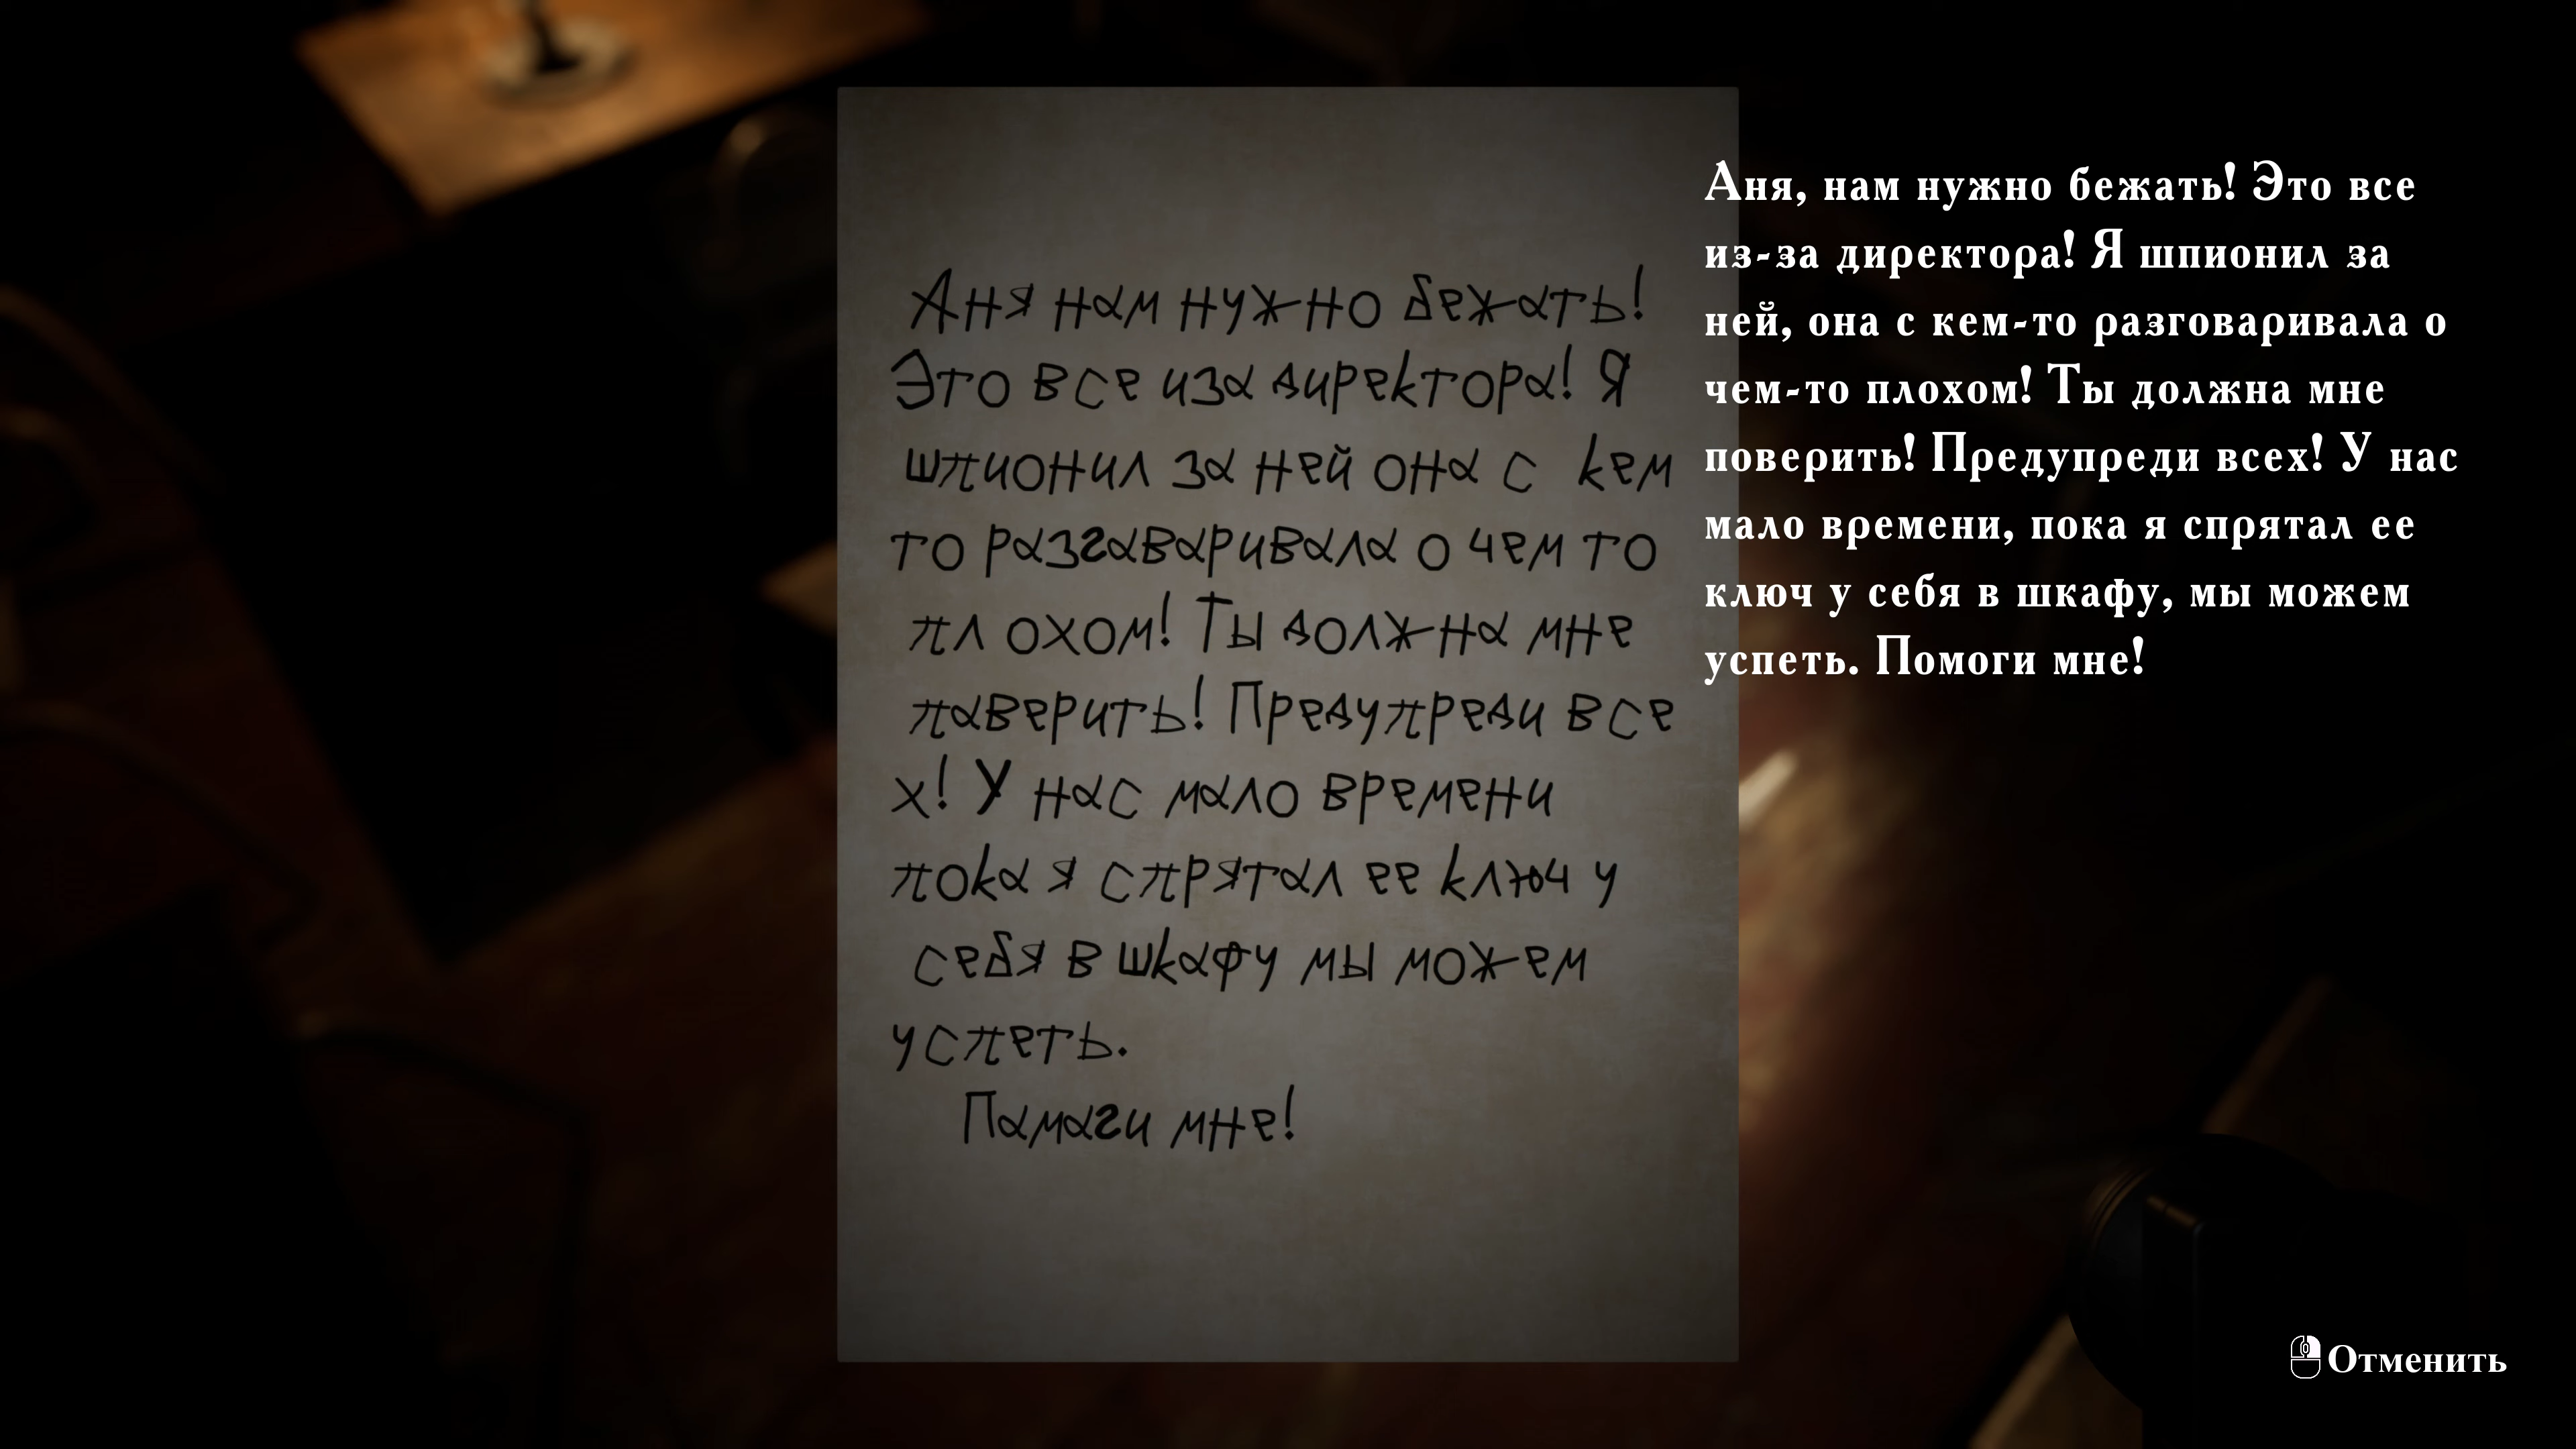 Аня нам нужно бежать!
Это все иза директора! Я
шпионил за ней она с кем
то разгаваривала о чем то
пл охом! Ты должна мне
паверить! Предупреди все
х! У нас мало времени
пока я спрятал ее ключ у
себя в шкафу мы можем
успеть.
Памаги мне!
Аня, нам нужно бежать! Это все
из-за директора! Я шпионил за
ней, она с кем-то разговаривала о
чем-то плохом! Ты должна мне
поверить! Предупреди всех! У нас
мало времени, пока я спрятал ее
ключ у себя в шкафу, мы можем
успеть. Помоги мне!
Отменить